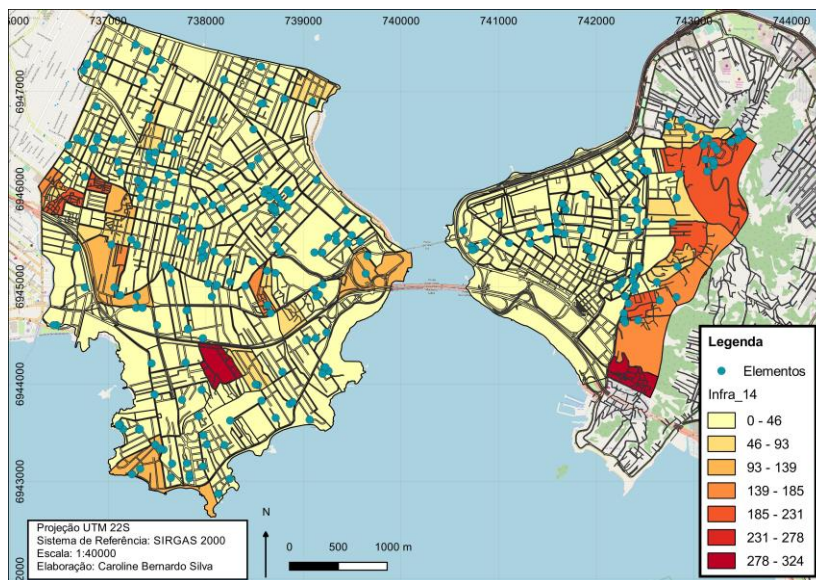 737000 738000 739000 740000 741000 742000 743000 744000
6947000
6946000
6945000
6944000
6943000
Legenda
Elementos
Infra_14
0 - 46
46 - 93
93 - 139
139 - 185
185 - 231
231 - 278
278 - 324
Projeção UTM 22S
Sistema de Referência: SIRGAS 2000
Escala: 1:40000
Elaboração: Caroline Bernardo Silva
N
0 500 1000 m